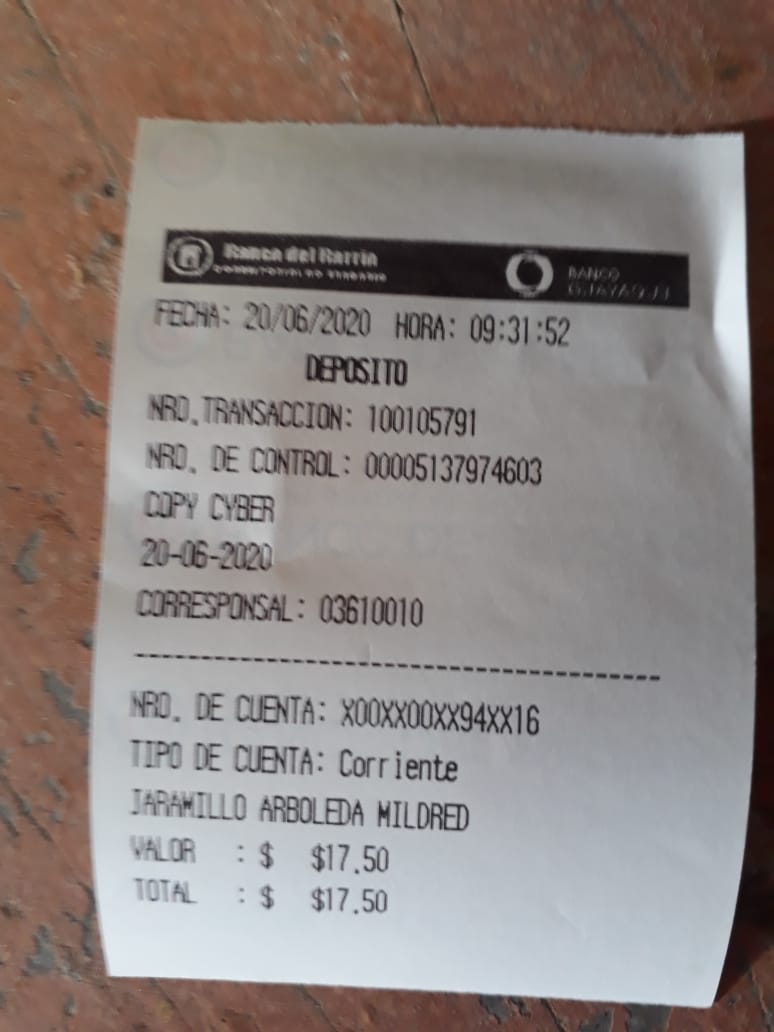 Banco del Barrio
BANCO
GUAYAQUIL
FECHA: 20/06/2020 HORA: 09:31:52
DEPOSITO
NRO.TRANSACCION: 100105791
NRO. DE CONTROL: 00005137974603
COPY CYBER
20-06-2020
CORRESPONSAL: 03610010
NRO. DE CUENTA: X00XX00XX94XX16
TIPO DE CUENTA: Corriente
JARAMILLO ARBOLEDA MILDRED
VALOR : $ $17.50
TOTAL : $ $17.50